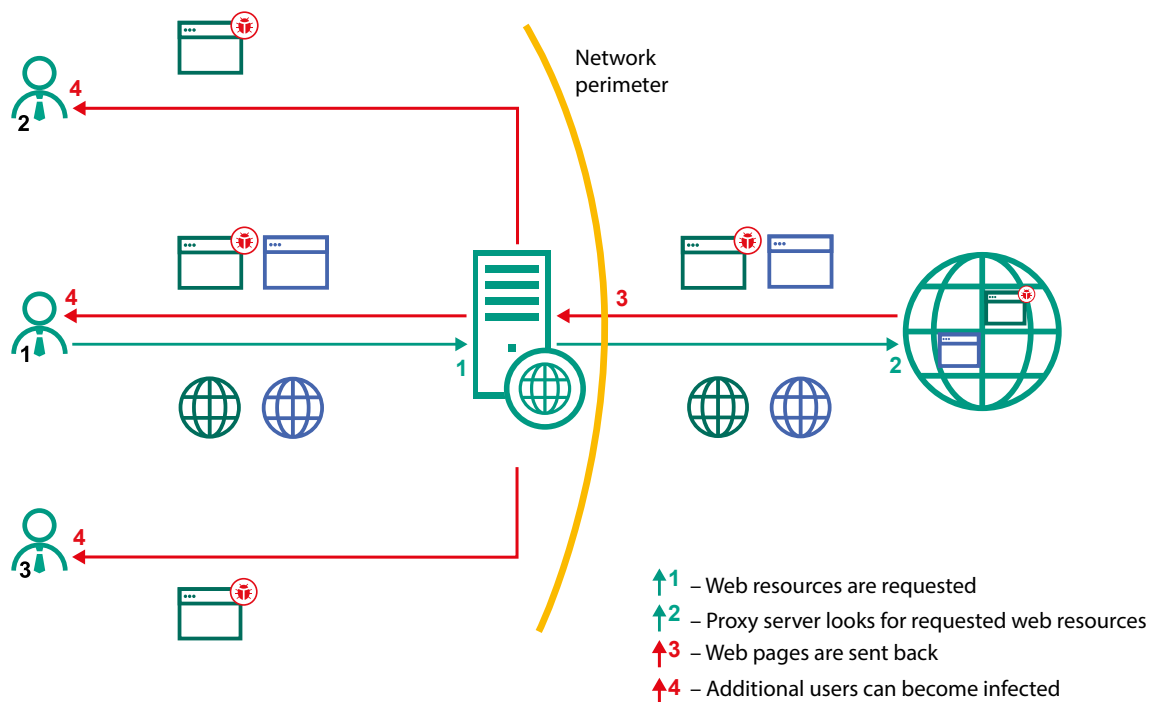 Network
perimeter
4
2
4
3
1
1
2
4
3
1 – Web resources are requested
2 – Proxy server looks for requested web resources
3 – Web pages are sent back
4 – Additional users can become infected